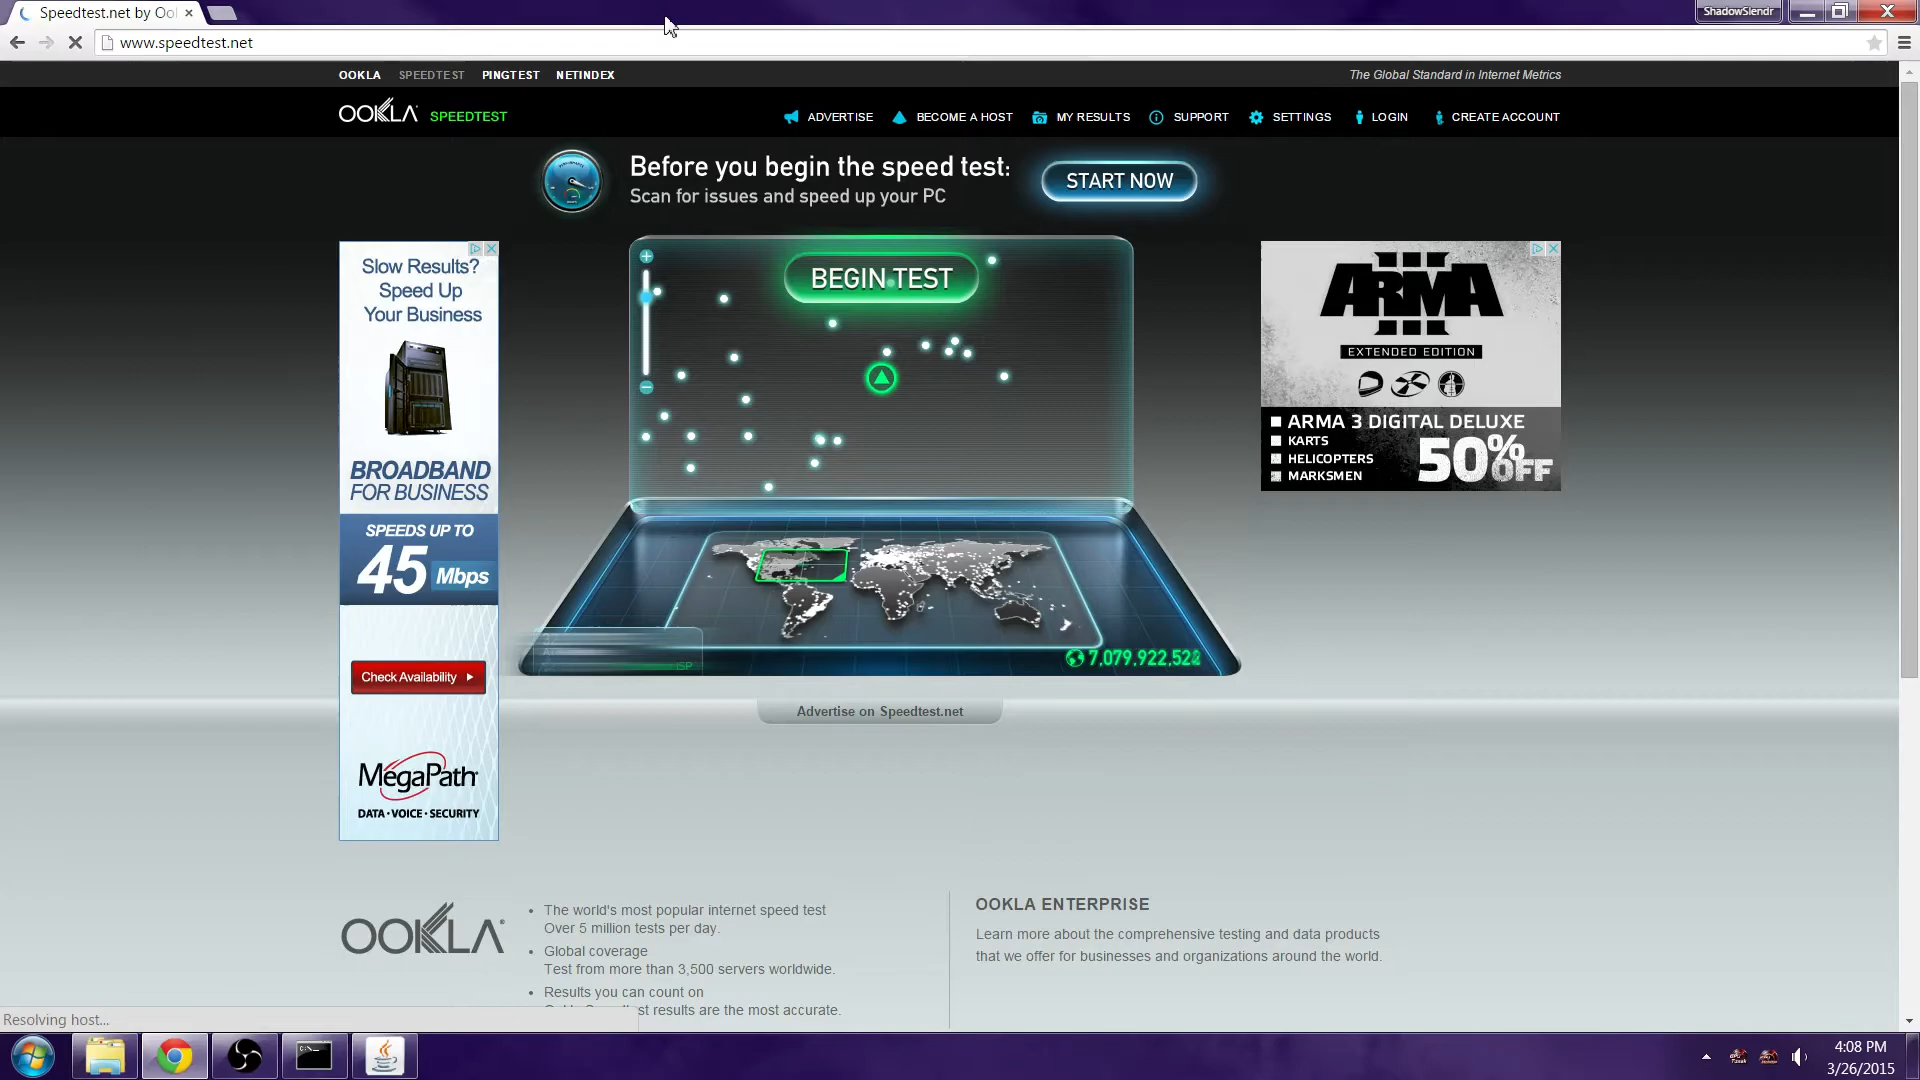 Speedtest.net by Ool
ShadowSlendr
www.speedtest.net
OOKLA SPEEDTEST PINGTEST NETINDEX
The Global Standard in Internet Metrics
OOKLA SPEEDTEST
ADVERTISE BECOME A HOST MY RESULTS SUPPORT SETTINGS LOGIN CREATE ACCOUNT
Before you begin the speed test:
Scan for issues and speed up your PC
START NOW
Slow Results?
Speed Up
Your Business
BROADBAND
FOR BUSINESS
SPEEDS UP TO
45 Mbps
Check Availability
MegaPath
DATA • VOICE • SECURITY
BEGIN TEST
ISP
7,079,922,52
Advertise on Speedtest.net
ARMA
III
EXTENDED EDITION
ARMA 3 DIGITAL DELUXE
KARTS
HELICOPTERS
MARKSMEN
50% OFF
OOKLA
• The world's most popular internet speed test
Over 5 million tests per day.
• Global coverage
Test from more than 3,500 servers worldwide.
• Results you can count on
st results are the most accurate.
OOKLA ENTERPRISE
Learn more about the comprehensive testing and data products
that we offer for businesses and organizations around the world.
Resolving host...
4:08 PM
3/26/2015